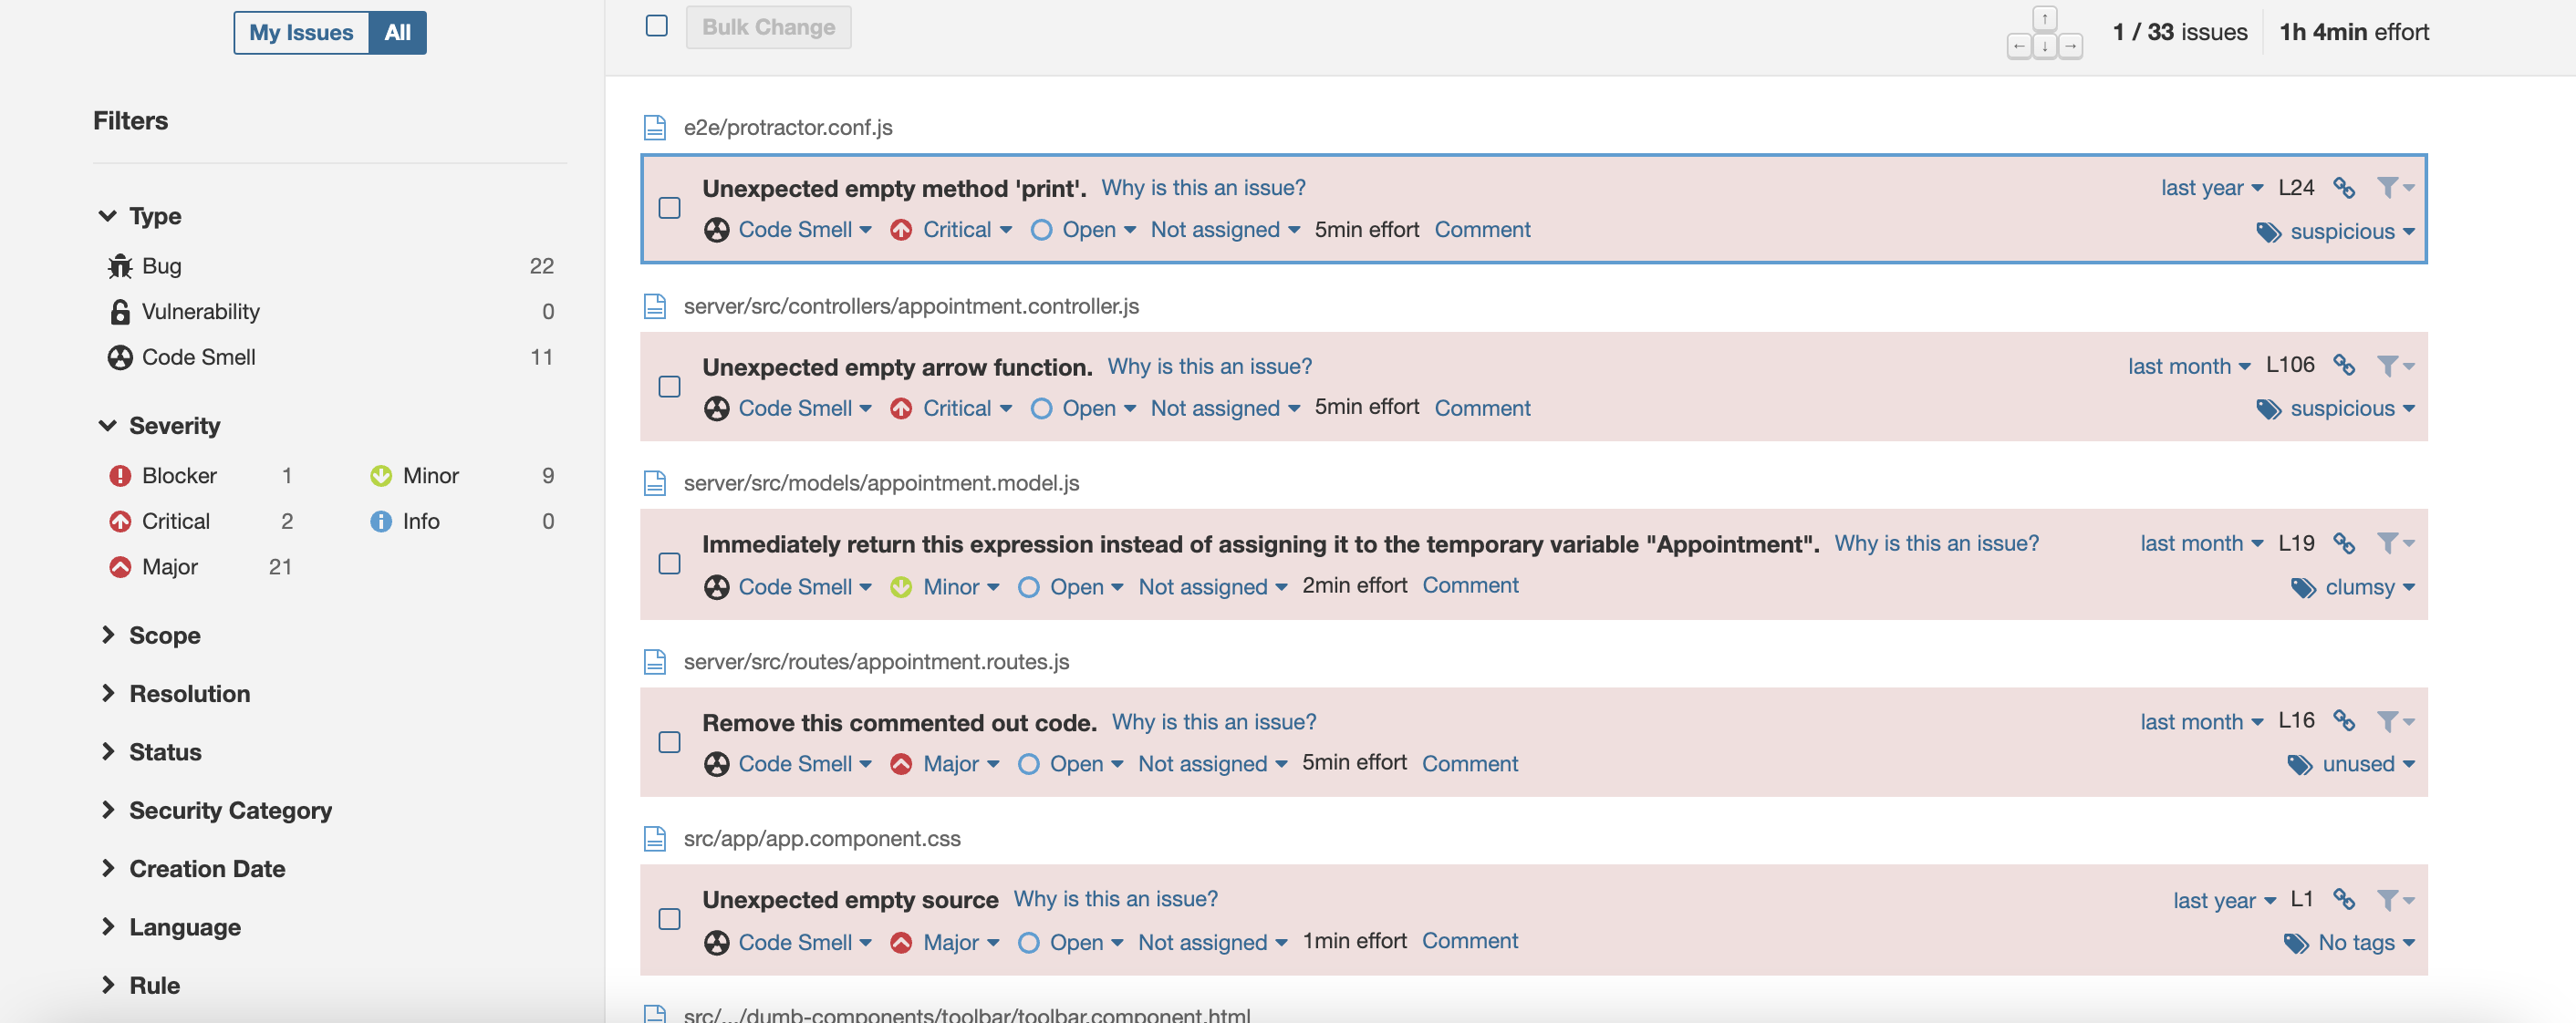 My Issues All
Filters
Type
Bug 22
Vulnerability 0
Code Smell 11
Severity
Blocker 1 Minor 9
Critical 2 Info 0
Major 21
Scope
Resolution
Status
Security Category
Creation Date
Language
Rule
Bulk Change 1 / 33 issues 1h 4min effort
e2e/protractor.conf.js
Unexpected empty method 'print'. Why is this an issue? last year L24
Code Smell Critical Open Not assigned 5min effort Comment suspicious
server/src/controllers/appointment.controller.js
Unexpected empty arrow function. Why is this an issue? last month L106
Code Smell Critical Open Not assigned 5min effort Comment suspicious
server/src/models/appointment.model.js
Immediately return this expression instead of assigning it to the temporary variable "Appointment". Why is this an issue? last month L19
Code Smell Minor Open Not assigned 2min effort Comment clumsy
server/src/routes/appointment.routes.js
Remove this commented out code. Why is this an issue? last month L16
Code Smell Major Open Not assigned 5min effort Comment unused
src/app/app.component.css
Unexpected empty source Why is this an issue? last year L1
Code Smell Major Open Not assigned 1min effort Comment No tags
src/.../dumb-components/toolbar/toolbar.component.html